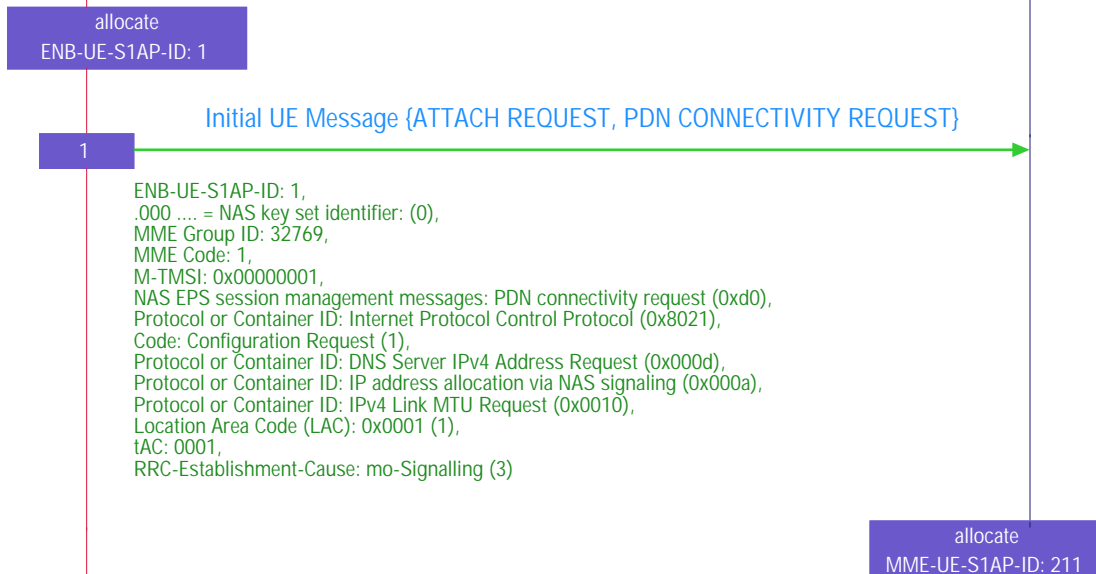 allocate
ENB-UE-S1AP-ID: 1
Initial UE Message {ATTACH REQUEST, PDN CONNECTIVITY REQUEST}
1
ENB-UE-S1AP-ID: 1,
.000 .... = NAS key set identifier: (0),
MME Group ID: 32769,
MME Code: 1,
M-TMSI: 0x00000001,
NAS EPS session management messages: PDN connectivity request (0xd0),
Protocol or Container ID: Internet Protocol Control Protocol (0x8021),
Code: Configuration Request (1),
Protocol or Container ID: DNS Server IPv4 Address Request (0x000d),
Protocol or Container ID: IP address allocation via NAS signaling (0x000a),
Protocol or Container ID: IPv4 Link MTU Request (0x0010),
Location Area Code (LAC): 0x0001 (1),
tAC: 0001,
RRC-Establishment-Cause: mo-Signalling (3)
allocate
MME-UE-S1AP-ID: 211